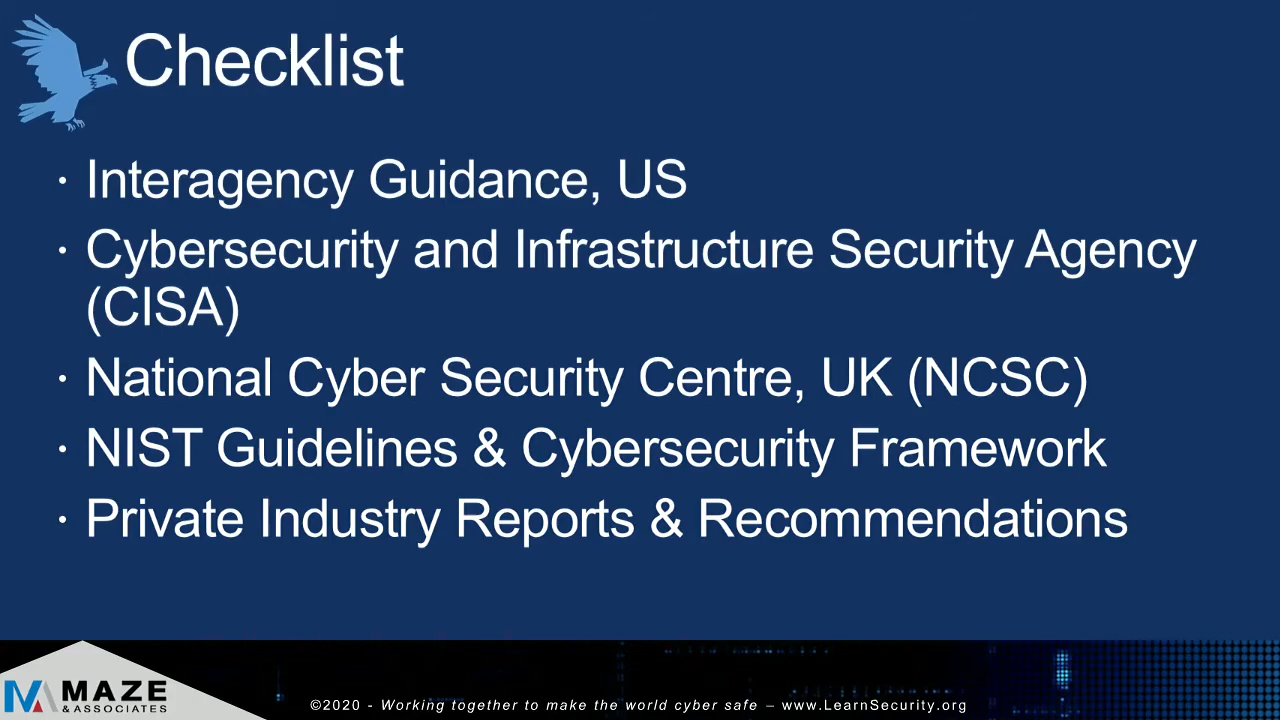 Checklist
· Interagency Guidance, US
· Cybersecurity and Infrastructure Security Agency
(CISA)
· National Cyber Security Centre, UK (NCSC)
· NIST Guidelines & Cybersecurity Framework
· Private Industry Reports & Recommendations
MAZE
& ASSOCIATES
©2020 - Working together to make the world cyber safe – www.LearnSecurity.org